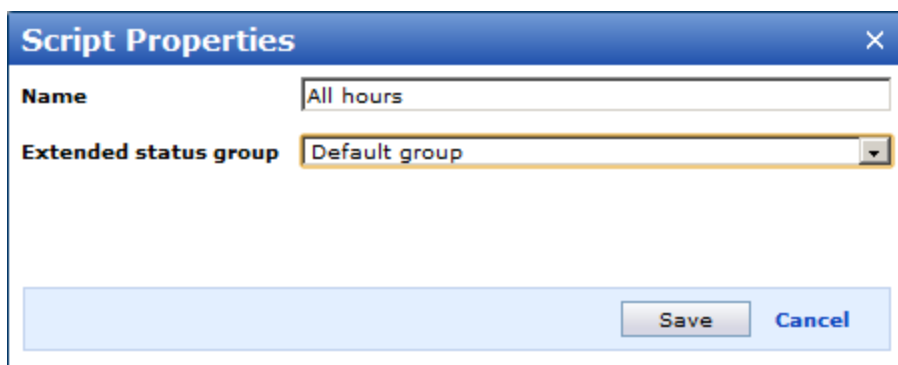 Script Properties
Name All hours
Extended status group Default group
Save Cancel